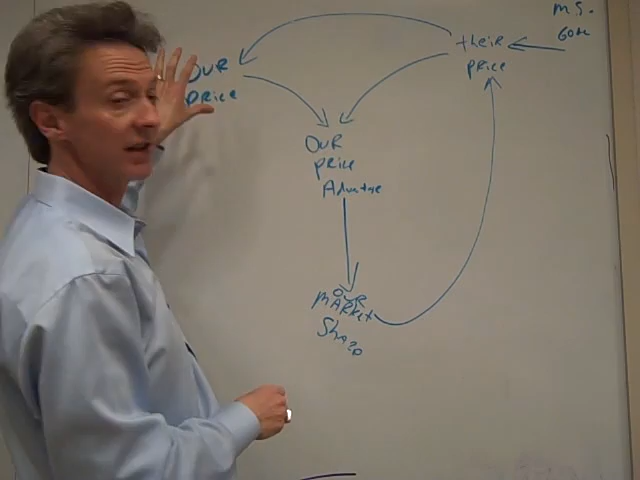 OUR
price
their
price
M.S.
GOAL
OUR
price
Advantage
OUR
MARKET
Share